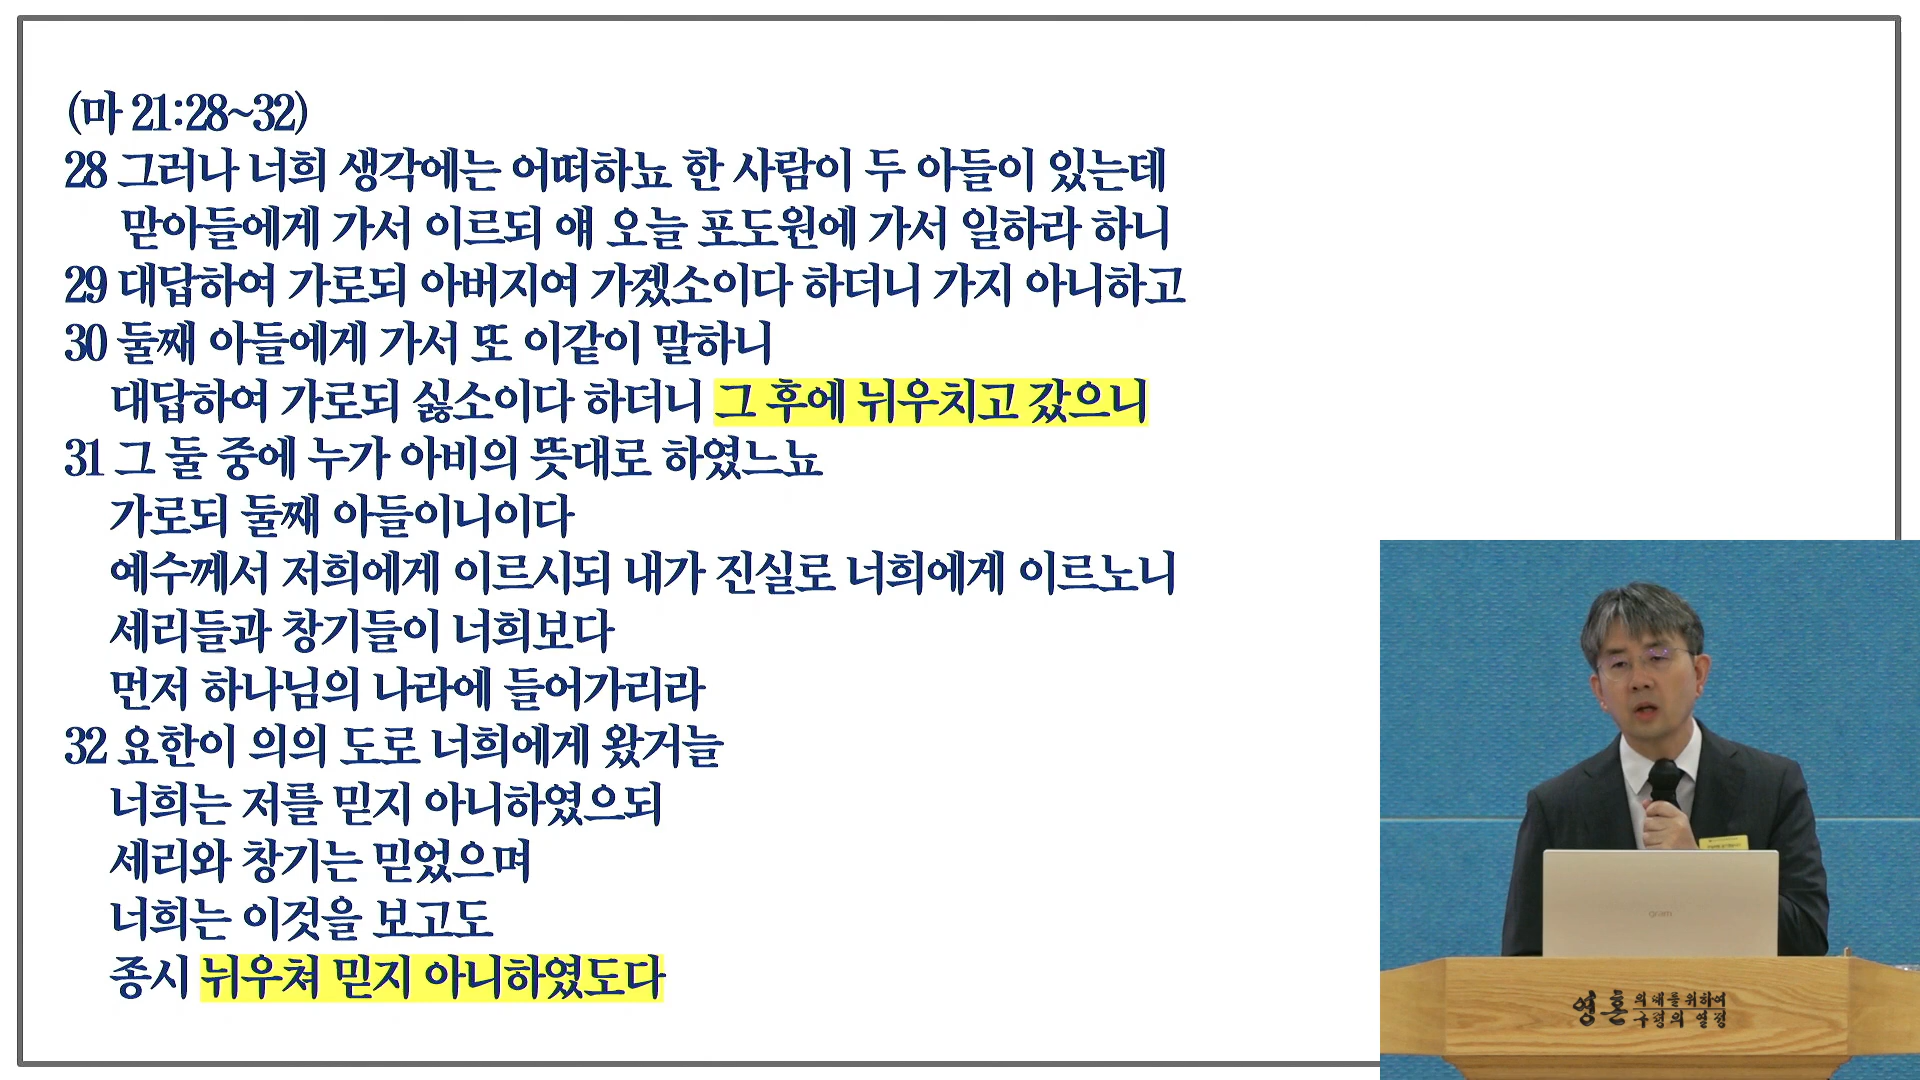 (마 21:28~32)
28 그러나 너희 생각에는 어떠하뇨 한 사람이 두 아들이 있는데
맏아들에게 가서 이르되 얘 오늘 포도원에 가서 일하라 하니
29 대답하여 가로되 아버지여 가겠소이다 하더니 가지 아니하고
30 둘째 아들에게 가서 또 이같이 말하니
대답하여 가로되 싫소이다 하더니 그 후에 뉘우치고 갔으니
31 그 둘 중에 누가 아비의 뜻대로 하였느뇨
가로되 둘째 아들이니이다
예수께서 저희에게 이르시되 내가 진실로 너희에게 이르노니
세리들과 창기들이 너희보다
먼저 하나님의 나라에 들어가리라
32 요한이 의의 도로 너희에게 왔거늘
너희는 저를 믿지 아니하였으되
세리와 창기는 믿었으며
너희는 이것을 보고도
종시 뉘우쳐 믿지 아니하였도다
gram
영혼 의 때를 위하여
구령의 열정